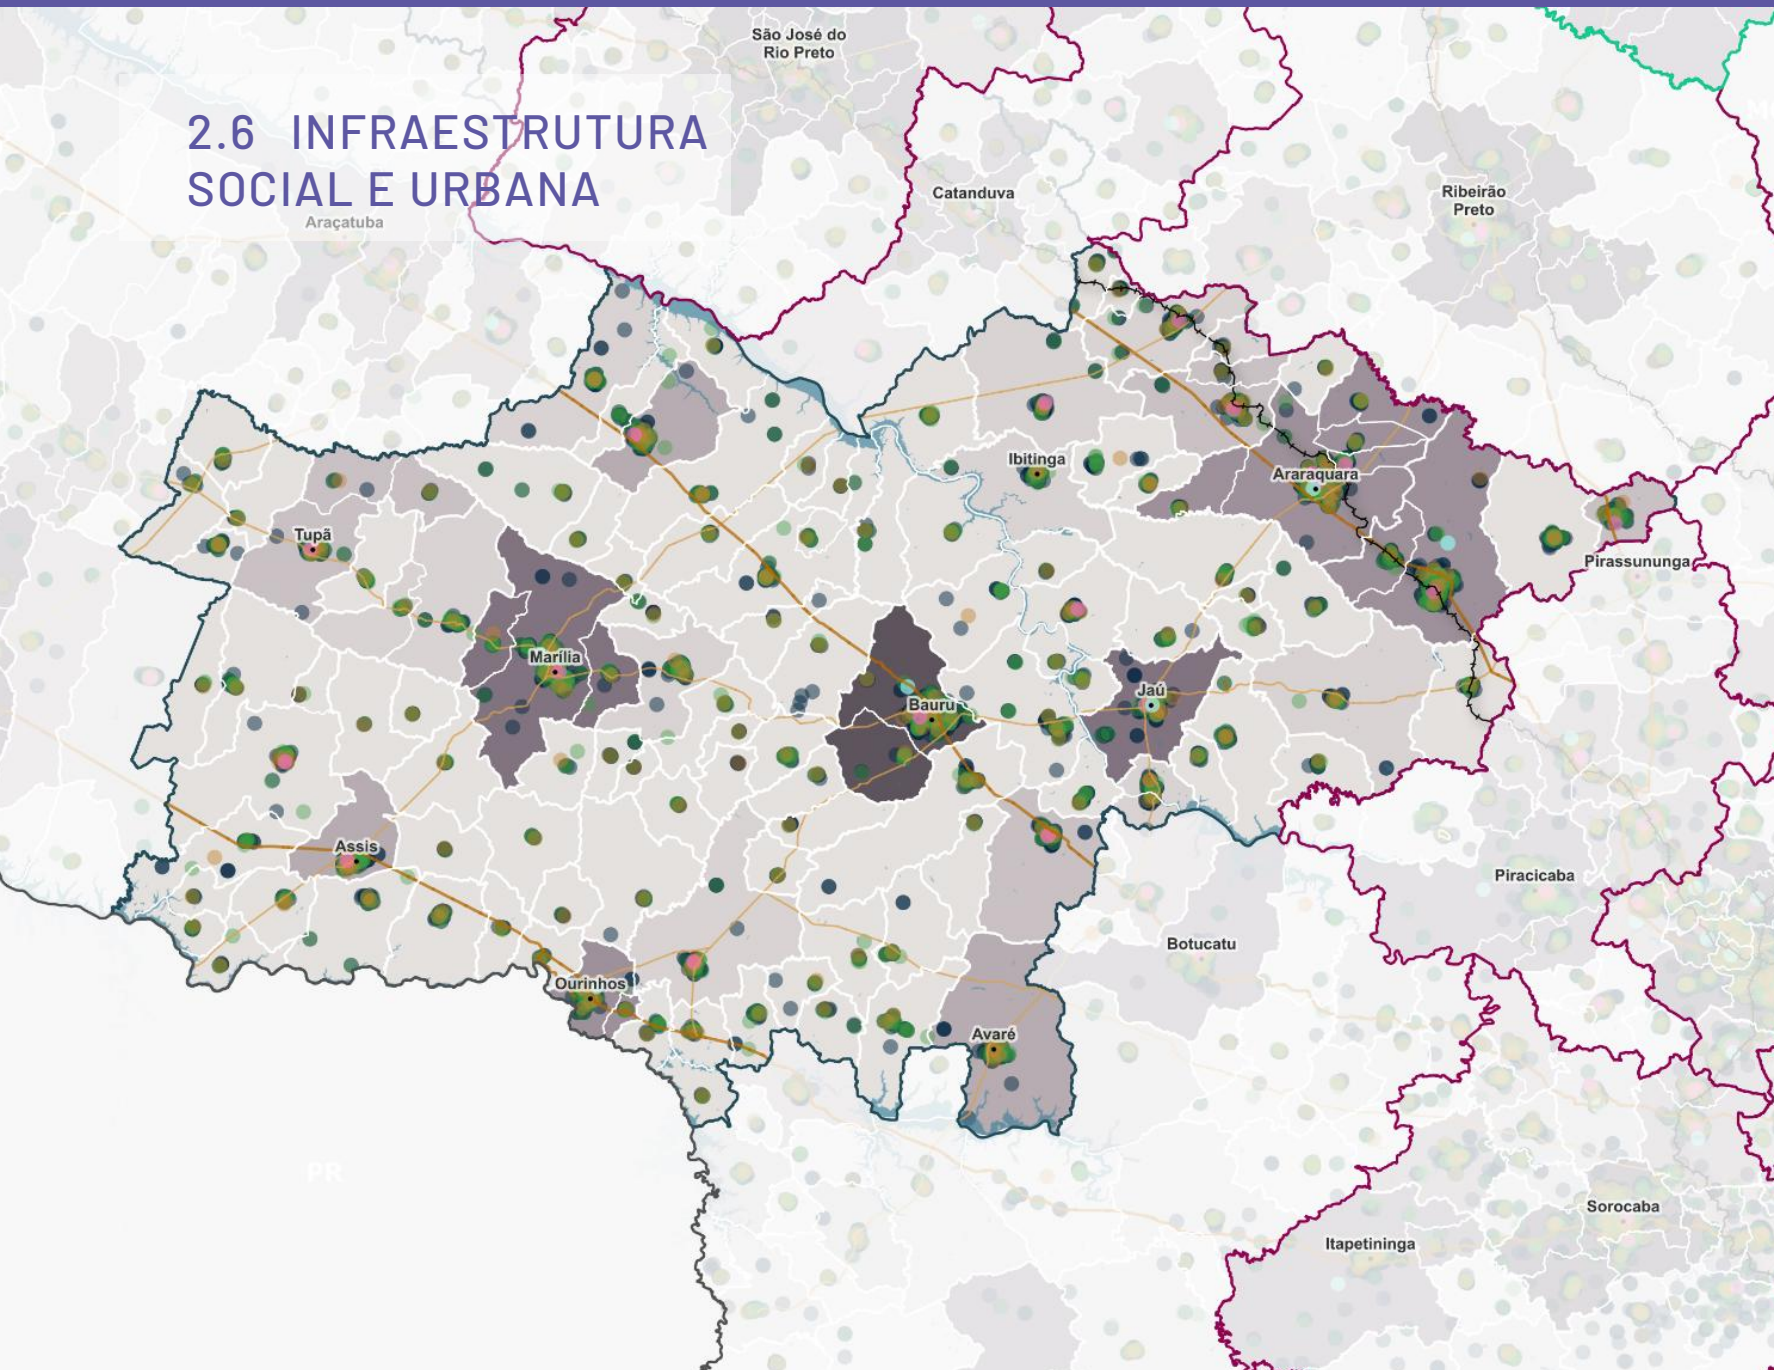 2.6 INFRAESTRUTURA
SOCIAL E URBANA
São José do
Rio Preto
Catanduva
Ribeirão
Preto
Araçatuba
Ibitinga
Araraquara
Tupã
Pirassununga
Marília
Jaú
Bauru
Assis
Piracicaba
Botucatu
Ourinhos
Avaré
PR
Sorocaba
Itapetininga